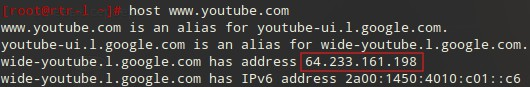 [root@rtr-l ~]# host www.youtube.com
www.youtube.com is an alias for youtube-ui.l.google.com.
youtube-ui.l.google.com is an alias for wide-youtube.l.google.com.
wide-youtube.l.google.com has address 64.233.161.198
wide-youtube.l.google.com has IPv6 address 2a00:1450:4010:c01::c6